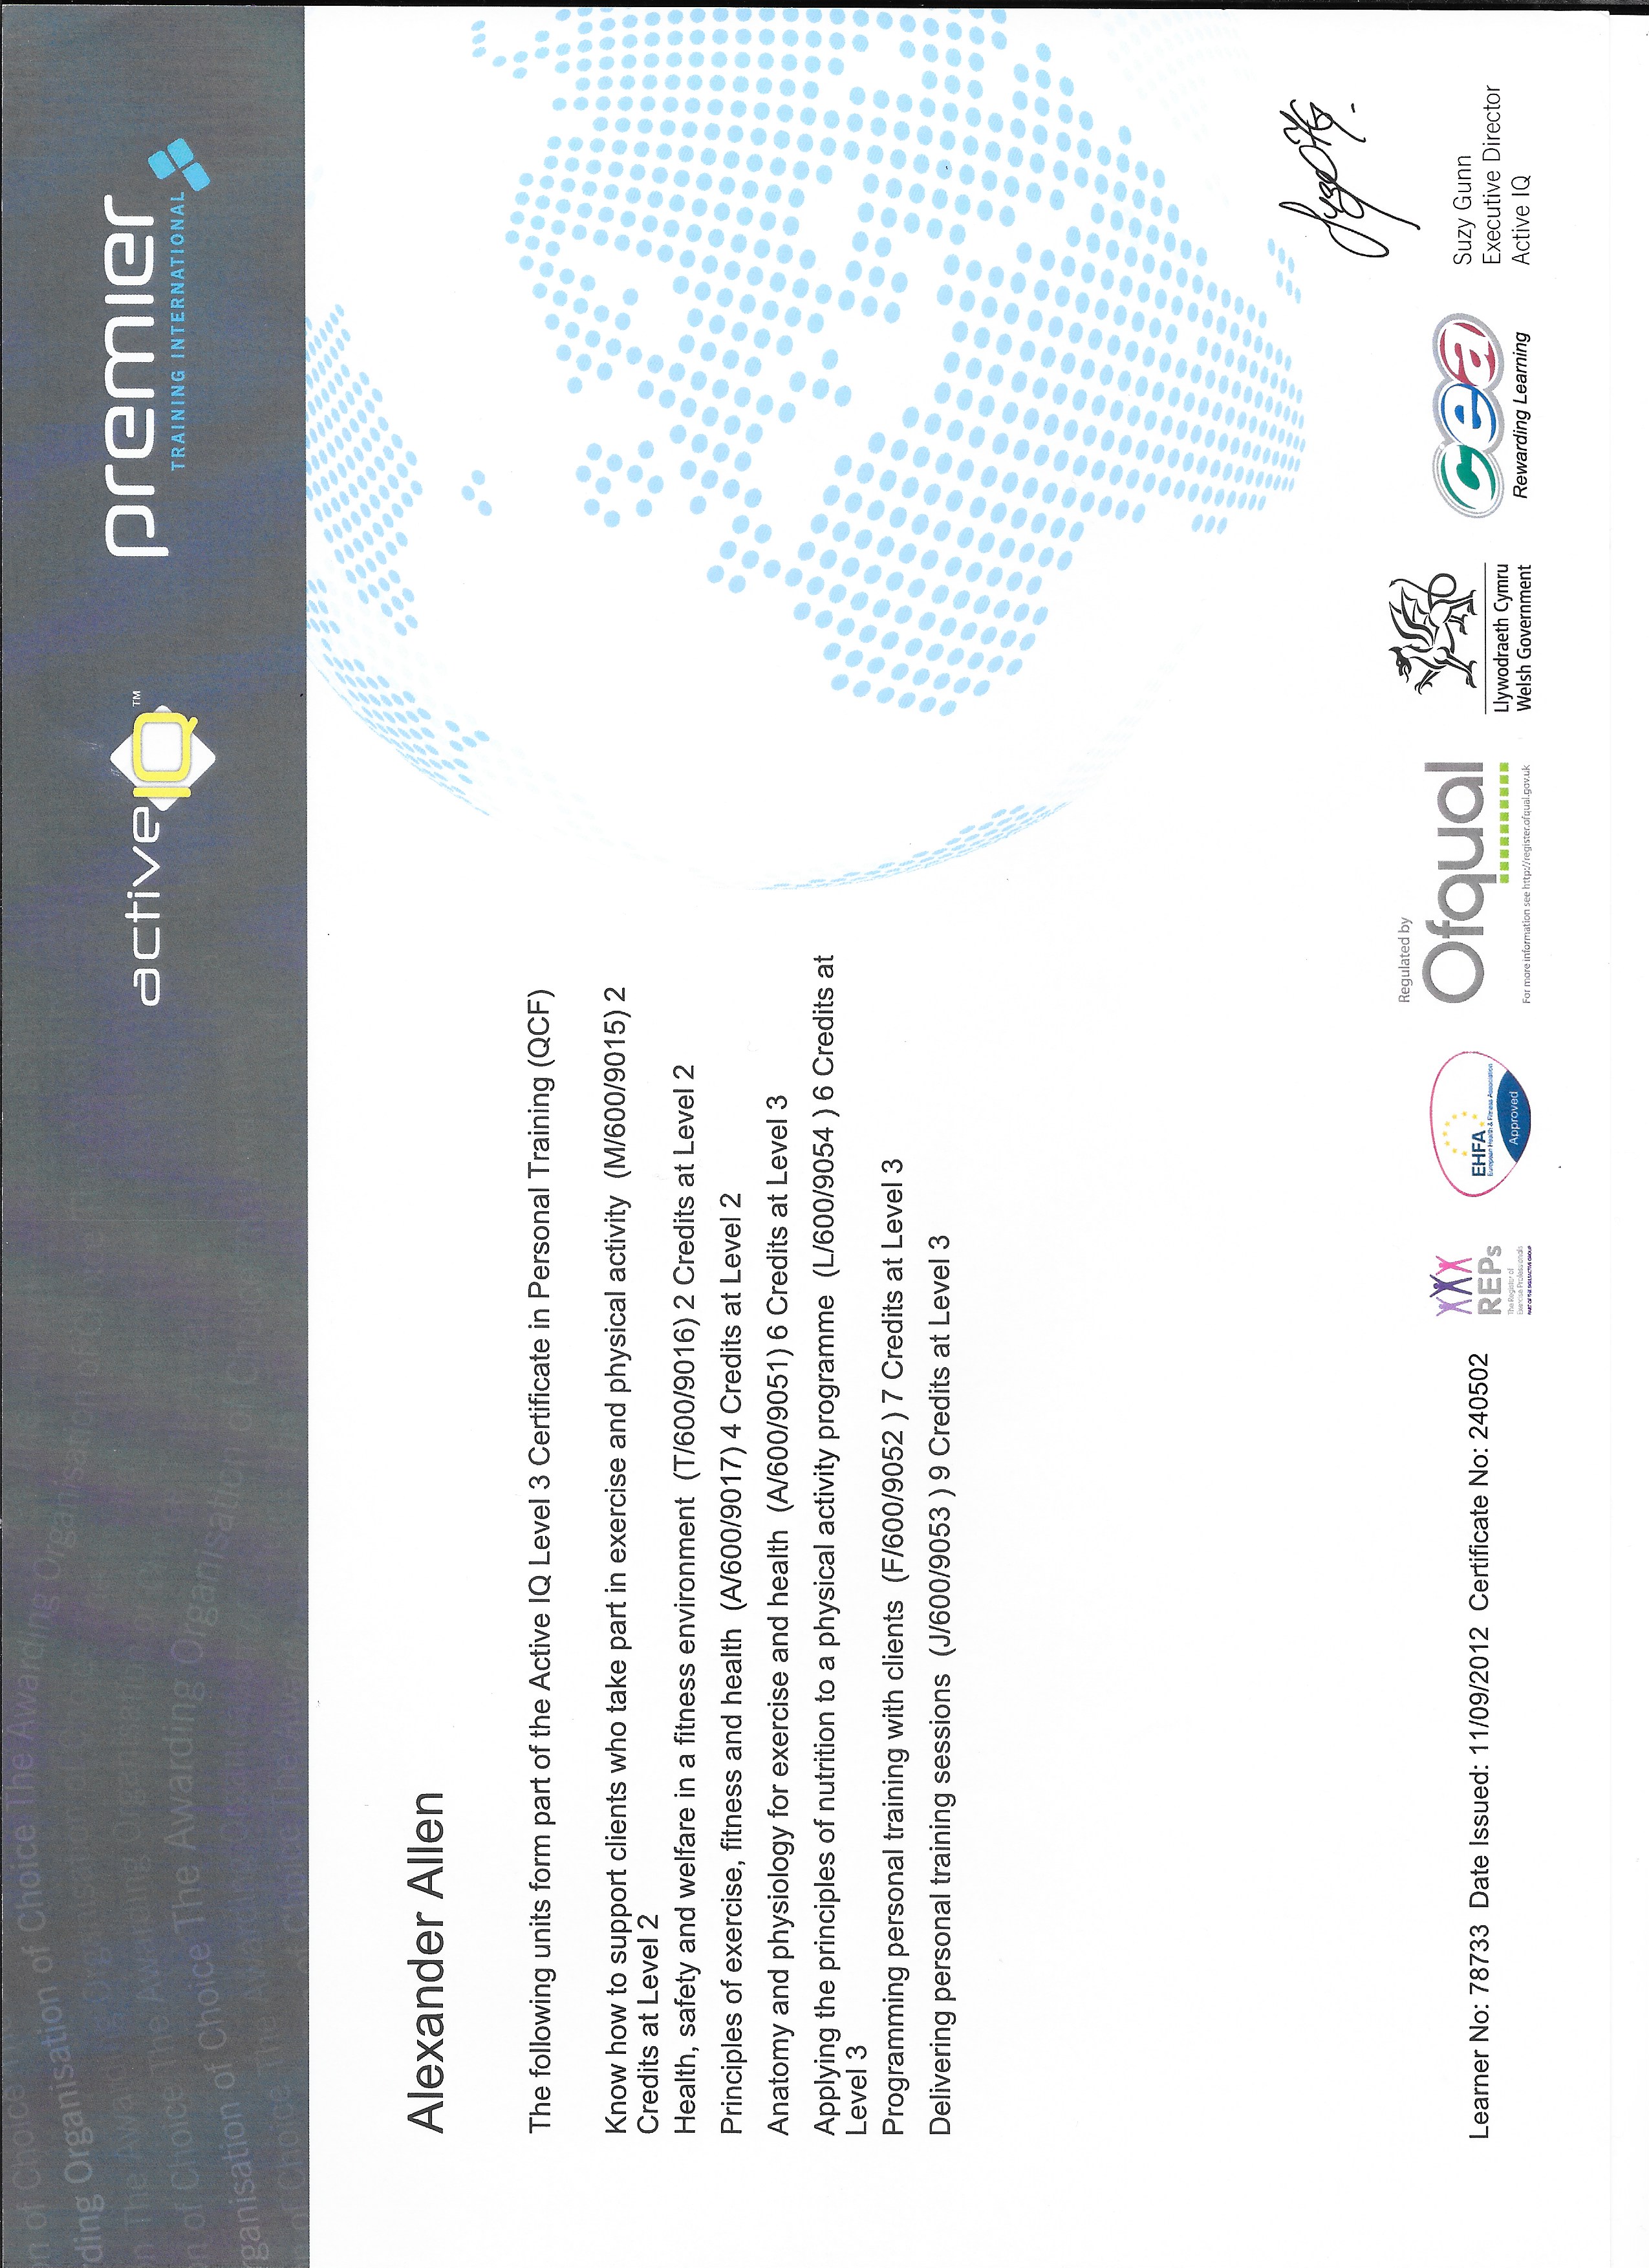 n of Choice The
ding Organisation of Choice The Awarding Organisation of Choice The
n The Awarding Organisation of
n of Choice The Awarding Organisation of
rganisation of Choice The Awarding Organisation of Choice The Awarding
n of Choice The Awarding Organisation
of Choice The Awarding
activeIQ™
premier
TRAINING INTERNATIONAL
Alexander Allen
The following units form part of the Active IQ Level 3 Certificate in Personal Training (QCF)
Know how to support clients who take part in exercise and physical activity (M/600/9015) 2
Credits at Level 2
Health, safety and welfare in a fitness environment (T/600/9016) 2 Credits at Level 2
Principles of exercise, fitness and health (A/600/9017) 4 Credits at Level 2
Anatomy and physiology for exercise and health (A/600/9051) 6 Credits at Level 3
Applying the principles of nutrition to a physical activity programme (L/600/9054 ) 6 Credits at
Level 3
Programming personal training with clients (F/600/9052 ) 7 Credits at Level 3
Delivering personal training sessions (J/600/9053 ) 9 Credits at Level 3
Learner No: 78733 Date Issued: 11/09/2012 Certificate No: 240502
REPs
The Register of
Exercise Professionals
PART OF THE SKILLSACTIVE GROUP
EHFA
European Health & Fitness Association
Approved
Regulated by
Ofqual
For more information see http://register.ofqual.gov.uk
Llywodraeth Cymru
Welsh Government
cea
Rewarding Learning
Suzy Gunn
Executive Director
Active IQ